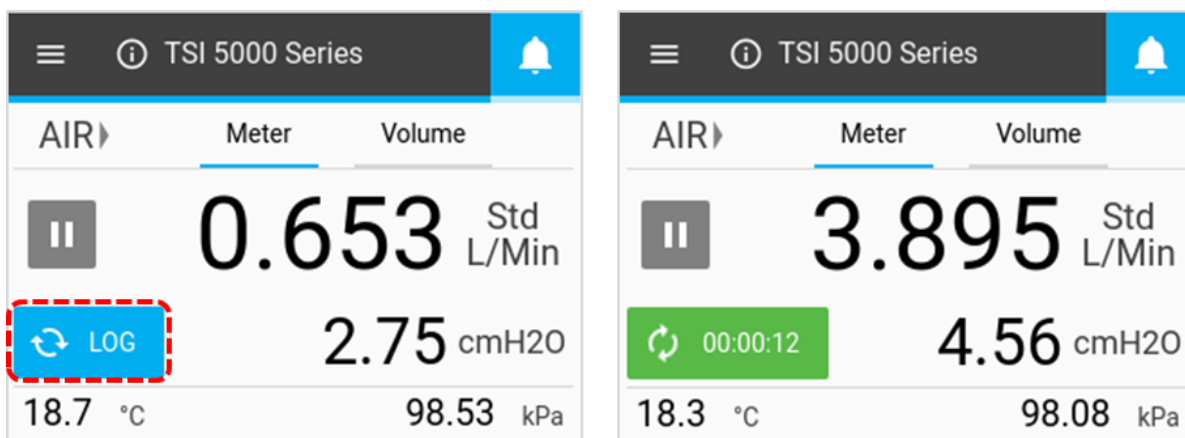 TSI 5000 Series
AIR Meter Volume
0.653 Std L/Min
LOG 2.75 cmH2O
18.7 °C 98.53 kPa
TSI 5000 Series
AIR Meter Volume
3.895 Std L/Min
00:00:12 4.56 cmH2O
18.3 °C 98.08 kPa